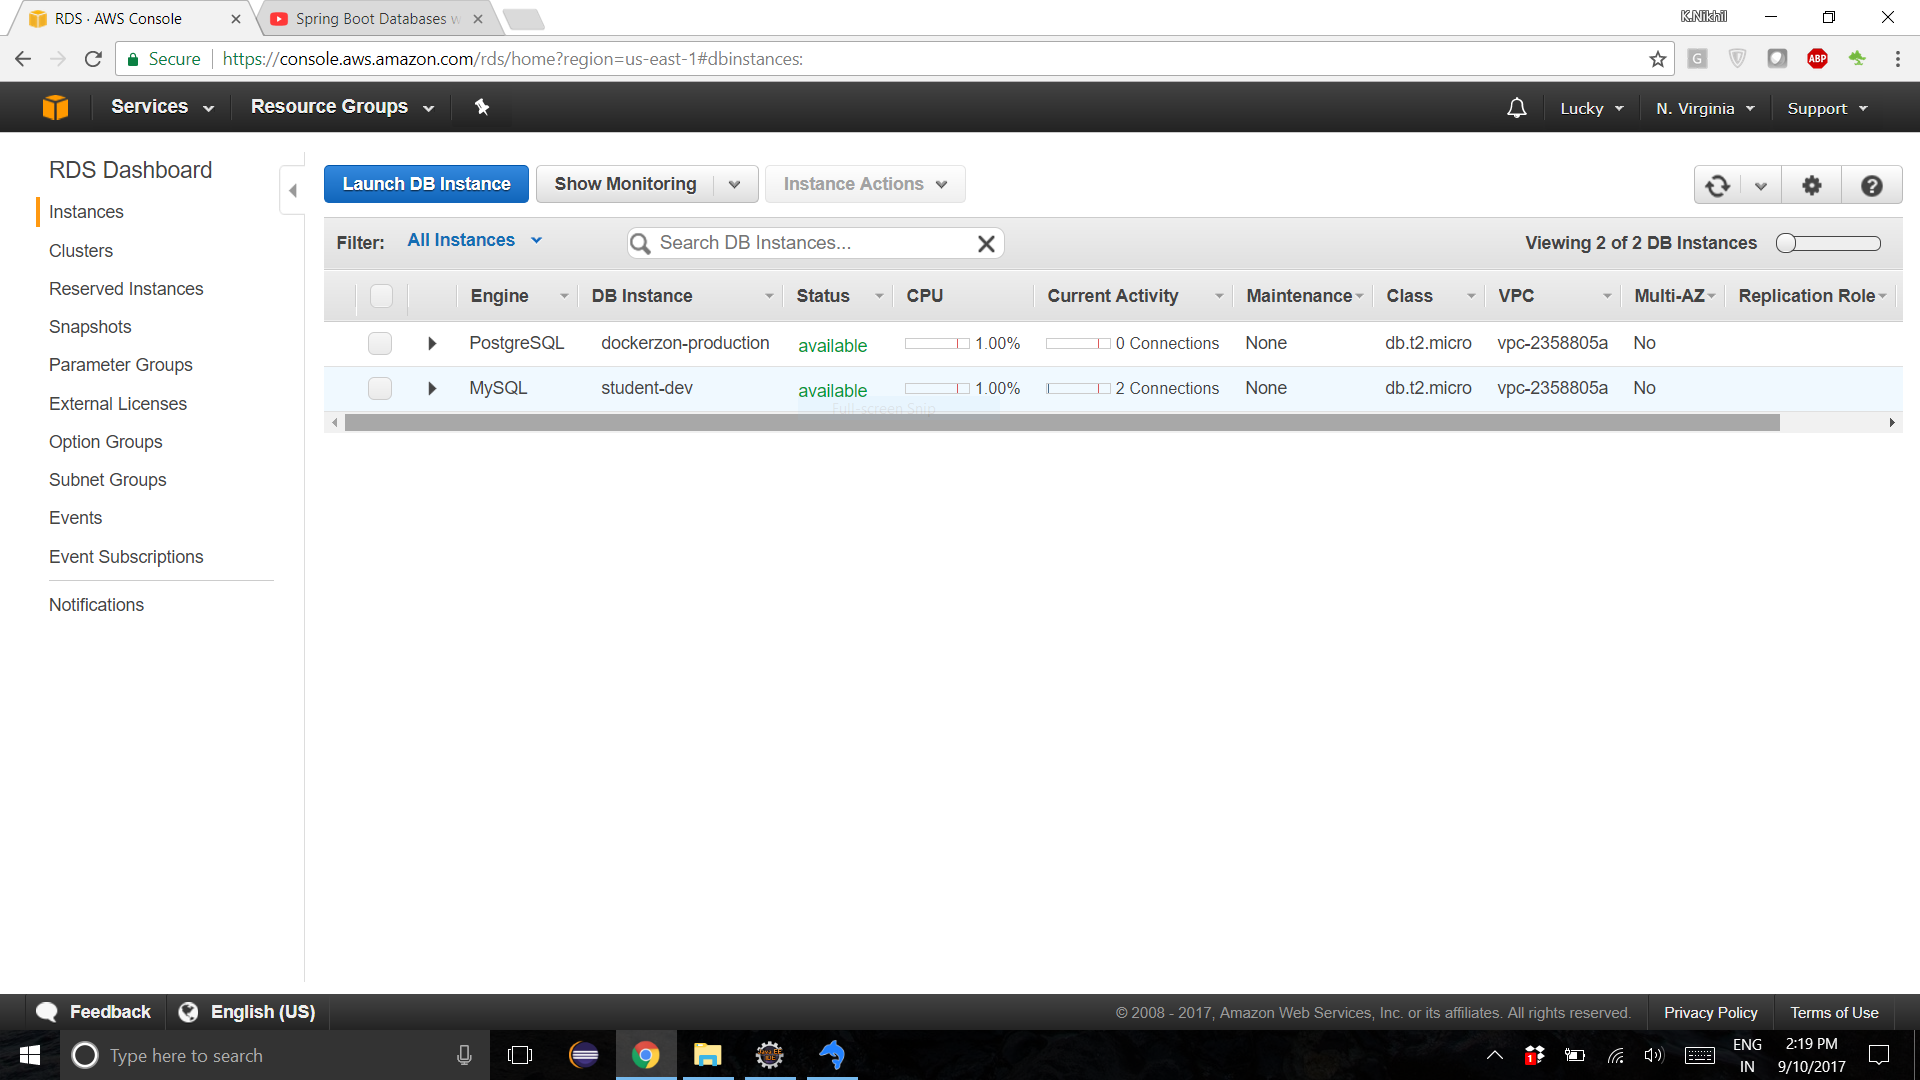 RDS · AWS Console
Spring Boot Databases w
K.Nikhil
Secure
https://console.aws.amazon.com/rds/home?region=us-east-1#dbinstances:
G
ABP
Services
Resource Groups
Lucky
N. Virginia
Support
RDS Dashboard
Instances
Clusters
Reserved Instances
Snapshots
Parameter Groups
External Licenses
Option Groups
Subnet Groups
Events
Event Subscriptions
Notifications
Launch DB Instance
Show Monitoring
Instance Actions
Filter: All Instances
Search DB Instances...
Viewing 2 of 2 DB Instances
Engine DB Instance Status CPU Current Activity Maintenance Class VPC Multi-AZ Replication Role
PostgreSQL dockerzon-production available 1.00% 0 Connections None db.t2.micro vpc-2358805a No
MySQL student-dev available 1.00% 2 Connections None db.t2.micro vpc-2358805a No
Full-screen Snip
Feedback
English (US)
© 2008 - 2017, Amazon Web Services, Inc. or its affiliates. All rights reserved.
Privacy Policy
Terms of Use
Type here to search
1
ENG
IN
2:19 PM
9/10/2017